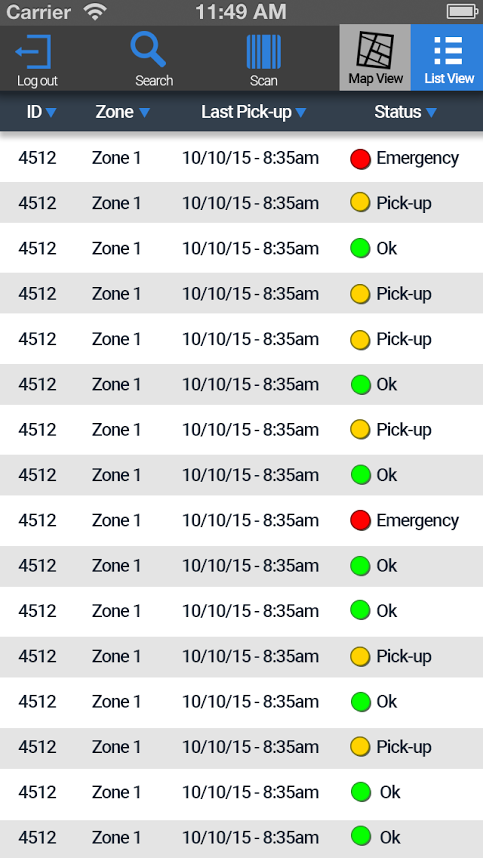 Carrier 11:49 AM
Log out Search Scan Map View List View
ID Zone Last Pick-up Status
4512 Zone 1 10/10/15 - 8:35am Emergency
4512 Zone 1 10/10/15 - 8:35am Pick-up
4512 Zone 1 10/10/15 - 8:35am Ok
4512 Zone 1 10/10/15 - 8:35am Pick-up
4512 Zone 1 10/10/15 - 8:35am Pick-up
4512 Zone 1 10/10/15 - 8:35am Ok
4512 Zone 1 10/10/15 - 8:35am Pick-up
4512 Zone 1 10/10/15 - 8:35am Ok
4512 Zone 1 10/10/15 - 8:35am Emergency
4512 Zone 1 10/10/15 - 8:35am Ok
4512 Zone 1 10/10/15 - 8:35am Ok
4512 Zone 1 10/10/15 - 8:35am Pick-up
4512 Zone 1 10/10/15 - 8:35am Ok
4512 Zone 1 10/10/15 - 8:35am Pick-up
4512 Zone 1 10/10/15 - 8:35am Ok
4512 Zone 1 10/10/15 - 8:35am Ok